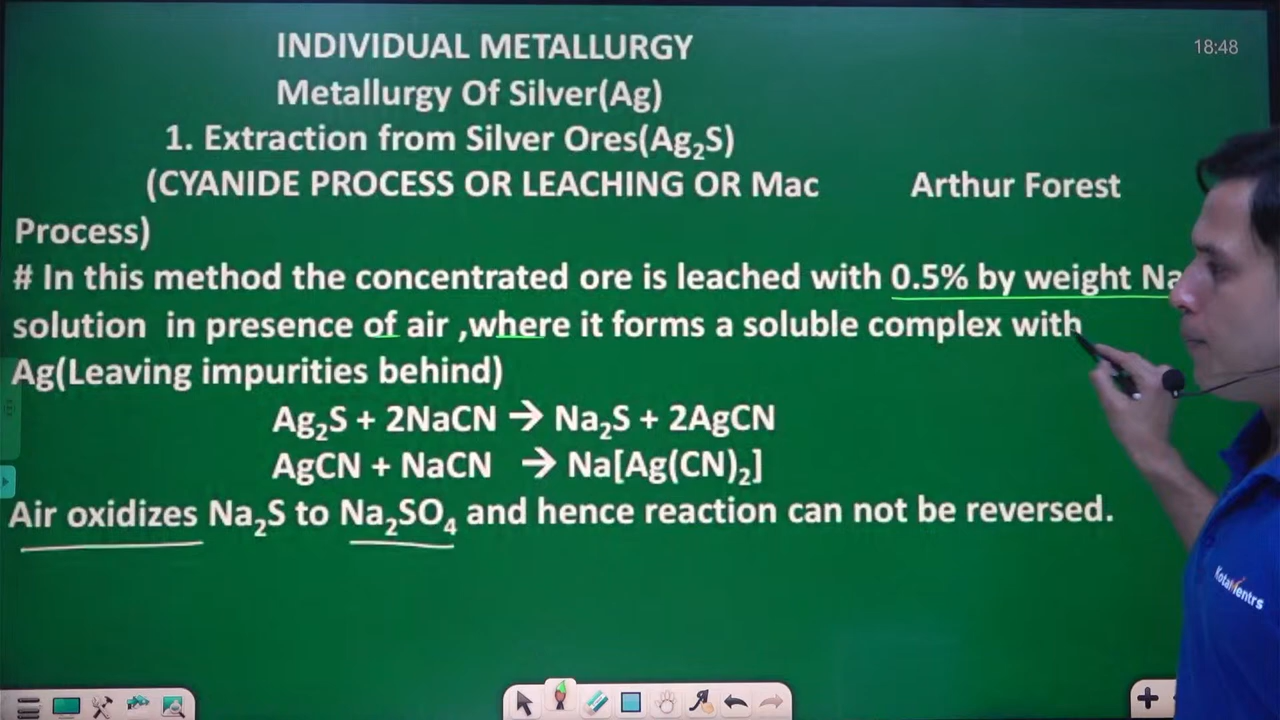 INDIVIDUAL METALLURGY
18:48
Metallurgy Of Silver(Ag)
1. Extraction from Silver Ores(Ag₂S)
(CYANIDE PROCESS OR LEACHING OR Mac Arthur Forest
Process)
# In this method the concentrated ore is leached with 0.5% by weight Na
solution in presence of air ,where it forms a soluble complex with
Ag(Leaving impurities behind)
Ag₂S + 2NaCN → Na₂S + 2AgCN
AgCN + NaCN → Na[Ag(CN)₂]
Air oxidizes Na₂S to Na₂SO₄ and hence reaction can not be reversed.
KotaMentrs